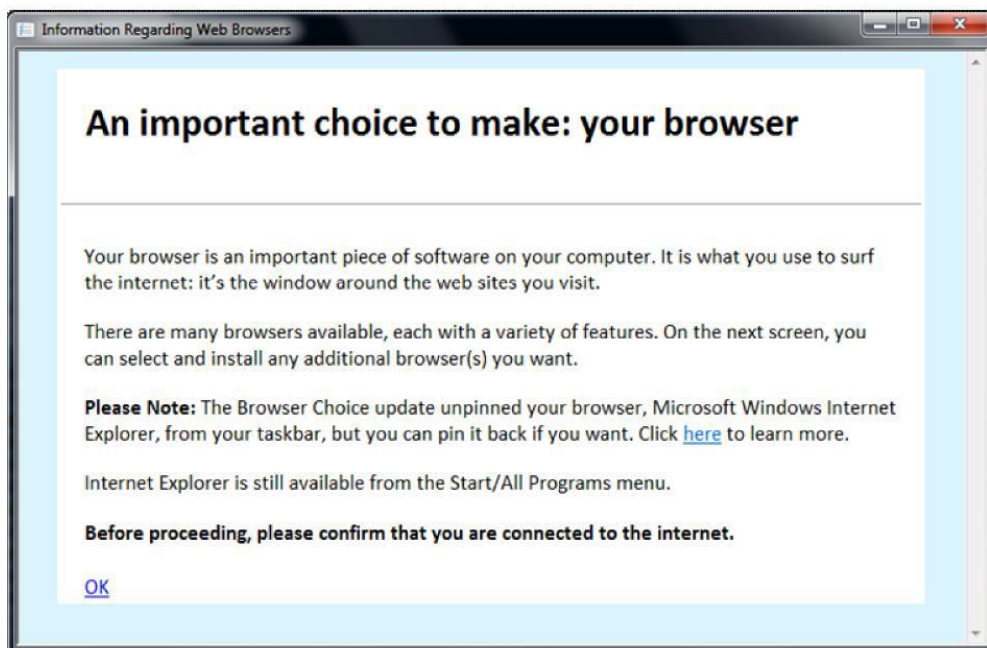 Information Regarding Web Browsers
An important choice to make: your browser
Your browser is an important piece of software on your computer. It is what you use to surf
the internet: it's the window around the web sites you visit.
There are many browsers available, each with a variety of features. On the next screen, you
can select and install any additional browser(s) you want.
Please Note: The Browser Choice update unpinned your browser, Microsoft Windows Internet
Explorer, from your taskbar, but you can pin it back if you want. Click here to learn more.
Internet Explorer is still available from the Start/All Programs menu.
Before proceeding, please confirm that you are connected to the internet.
OK